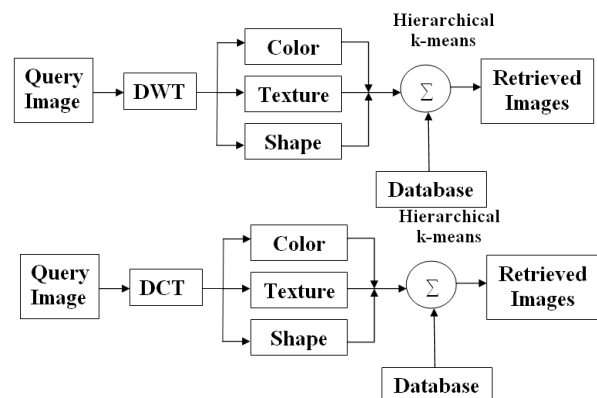 Hierarchical
k-means
Query
Image
DWT
Color
Texture
Shape
Σ
Retrieved
Images
Database
Hierarchical
k-means
Query
Image
DCT
Color
Texture
Shape
Σ
Retrieved
Images
Database